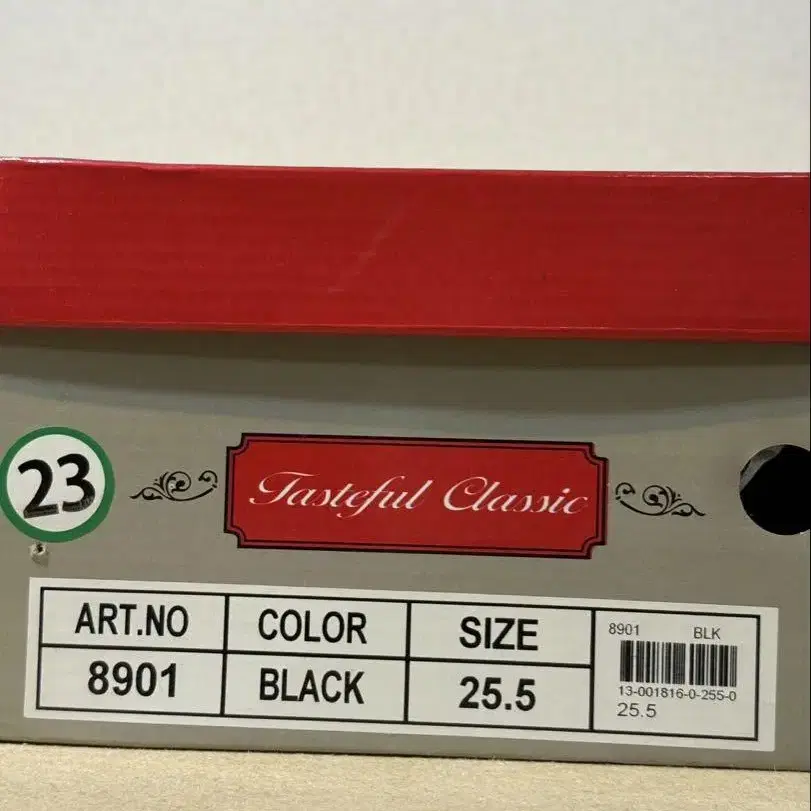 23
Tasteful Classic
ART.NO COLOR SIZE
8901 BLACK 25.5
8901 BLK
13-001816-0-255-0
25.5